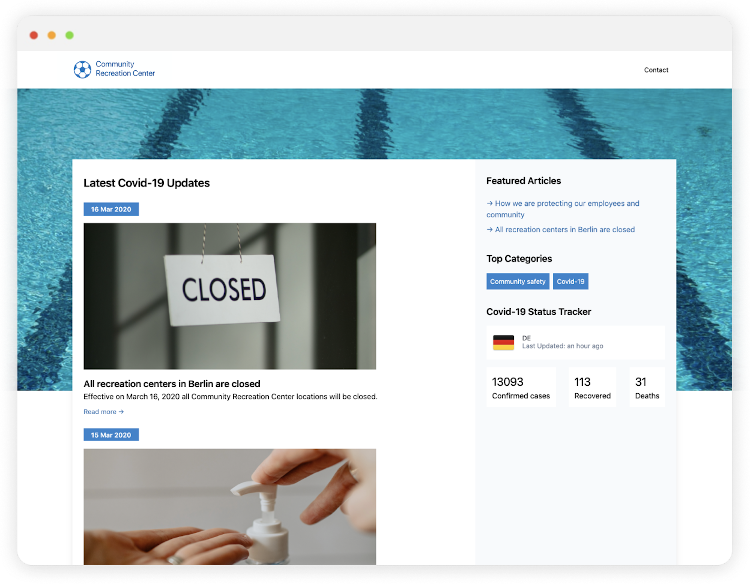 Community
Recreation Center
Contact
Latest Covid-19 Updates
16 Mar 2020
CLOSED
All recreation centers in Berlin are closed
Effective on March 16, 2020 all Community Recreation Center locations will be closed.
Read more →
15 Mar 2020
Featured Articles
→ How we are protecting our employees and
community
→ All recreation centers in Berlin are closed
Top Categories
Community safety
Covid-19
Covid-19 Status Tracker
DE
Last Updated: an hour ago
13093
Confirmed cases
113
Recovered
31
Deaths